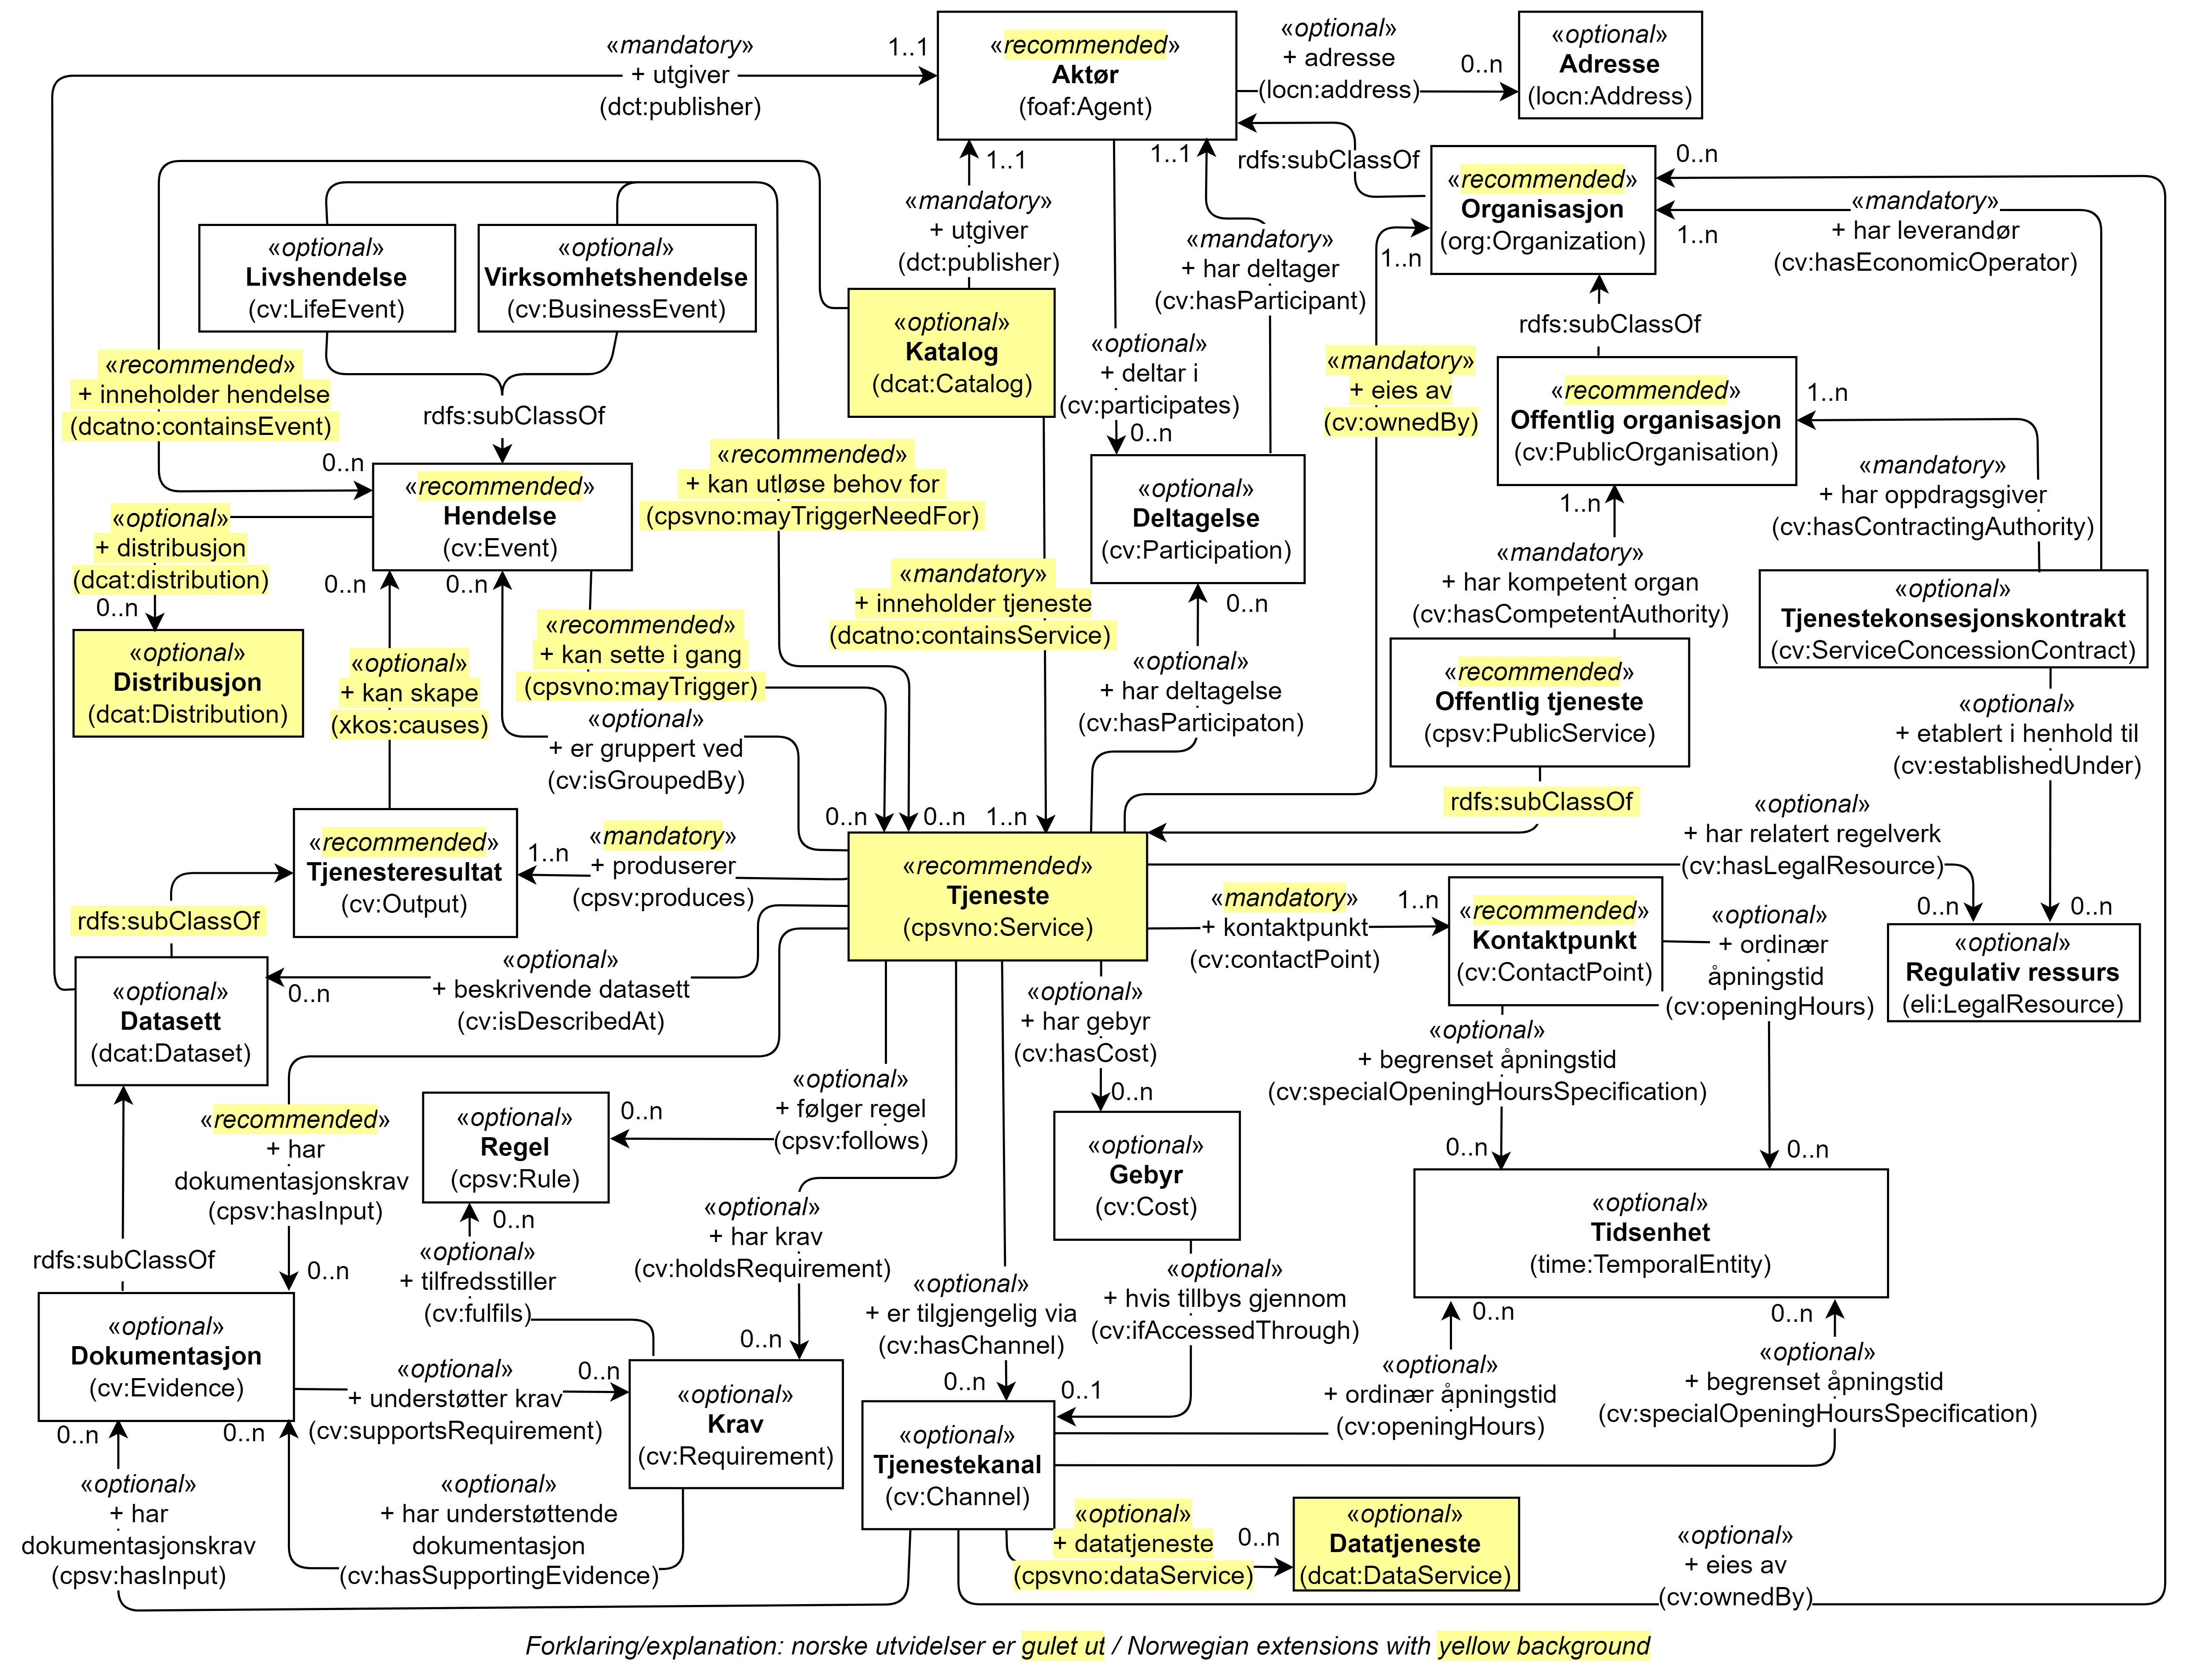 «mandatory»
+ utgiver
(dct:publisher)
1..1
«recommended»
Aktør
(foaf:Agent)
«optional»
+ adresse
(locn:address)
0..n
«optional»
Adresse
(locn:Address)
1..1
«mandatory»
+ utgiver
(dct:publisher)
1..1
rdfs:subClassOf
«mandatory»
+ har deltager
(cv:hasParticipant)
«recommended»
Organisasjon
(org:Organization)
0..n
«mandatory»
+ har leverandør
(cv:hasEconomicOperator)
1..n
1..n
«optional»
Livshendelse
(cv:LifeEvent)
«optional»
Virksomhetshendelse
(cv:BusinessEvent)
«optional»
Katalog
(dcat:Catalog)
rdfs:subClassOf
«recommended»
+ inneholder hendelse
(dcatno:containsEvent)
0..n
rdfs:subClassOf
«optional»
+ deltar i
(cv:participates)
0..n
«mandatory»
+ eies av
(cv:ownedBy)
«recommended»
Offentlig organisasjon
(cv:PublicOrganisation)
1..n
«mandatory»
+ har oppdragsgiver
(cv:hasContractingAuthority)
«recommended»
Hendelse
(cv:Event)
«recommended»
+ kan utløse behov for
(cpsvno:mayTriggerNeedFor)
«optional»
Deltagelse
(cv:Participation)
1..n
«mandatory»
+ har kompetent organ
(cv:hasCompetentAuthority)
«optional»
+ distribusjon
(dcat:distribution)
0..n
0..n
0..n
«optional»
Distribusjon
(dcat:Distribution)
«optional»
+ kan skape
(xkos:causes)
«recommended»
+ kan sette i gang
(cpsvno:mayTrigger)
«mandatory»
+ inneholder tjeneste
(dcatno:containsService)
0..n
«optional»
+ har deltagelse
(cv:hasParticipaton)
«recommended»
Offentlig tjeneste
(cpsv:PublicService)
«optional»
Tjenestekonsesjonskontrakt
(cv:ServiceConcessionContract)
«optional»
+ er gruppert ved
(cv:isGroupedBy)
«optional»
+ etablert i henhold til
(cv:establishedUnder)
rdfs:subClassOf
0..n
0..n
1..n
«recommended»
Tjenesteresultat
(cv:Output)
1..n
«mandatory»
+ produserer
(cpsv:produces)
«recommended»
Tjeneste
(cpsvno:Service)
«optional»
+ har relatert regelverk
(cv:hasLegalResource)
0..n
0..n
rdfs:subClassOf
«mandatory»
+ kontaktpunkt
(cv:contactPoint)
1..n
«recommended»
Kontaktpunkt
(cv:ContactPoint)
«optional»
+ ordinær
åpningstid
(cv:openingHours)
«optional»
Regulativ ressurs
(eli:LegalResource)
«optional»
Datasett
(dcat:Dataset)
0..n
«optional»
+ beskrivende datasett
(cv:isDescribedAt)
«optional»
+ har gebyr
(cv:hasCost)
0..n
«optional»
+ begrenset åpningstid
(cv:specialOpeningHoursSpecification)
0..n
0..n
«recommended»
+ har
dokumentasjonskrav
(cpsv:hasInput)
0..n
«optional»
Regel
(cpsv:Rule)
0..n
«optional»
+ følger regel
(cpsv:follows)
«optional»
Gebyr
(cv:Cost)
«optional»
Tidsenhet
(time:TemporalEntity)
rdfs:subClassOf
0..n
«optional»
+ tilfredsstiller
(cv:fulfils)
«optional»
+ har krav
(cv:holdsRequirement)
0..n
«optional»
+ er tilgjengelig via
(cv:hasChannel)
0..n
«optional»
+ hvis tillbys gjennom
(cv:ifAccessedThrough)
0..1
0..n
«optional»
+ ordinær åpningstid
(cv:openingHours)
0..n
«optional»
+ begrenset åpningstid
(cv:specialOpeningHoursSpecification)
«optional»
Dokumentasjon
(cv:Evidence)
«optional»
+ understøtter krav
(cv:supportsRequirement)
0..n
«optional»
Krav
(cv:Requirement)
«optional»
Tjenestekanal
(cv:Channel)
0..n
0..n
«optional»
+ har
dokumentasjonskrav
(cpsv:hasInput)
«optional»
+ har understøttende
dokumentasjon
(cv:hasSupportingEvidence)
«optional»
+ datatjeneste
(cpsvno:dataService)
0..n
«optional»
Datatjeneste
(dcat:DataService)
«optional»
+ eies av
(cv:ownedBy)
Forklaring/explanation: norske utvidelser er gulet ut / Norwegian extensions with yellow background